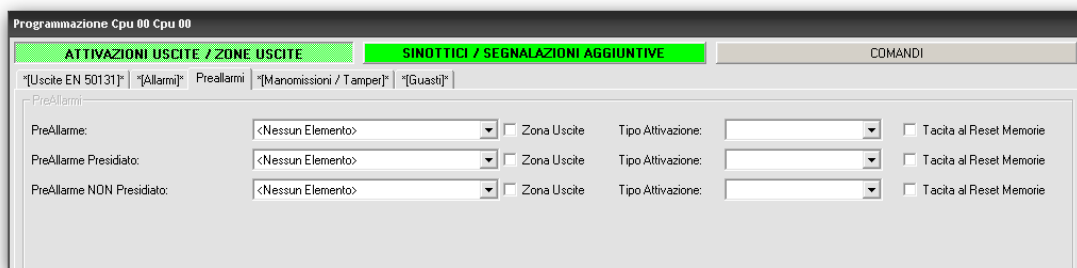 Programmazione Cpu 00 Cpu 00
ATTIVAZIONI USCITE / ZONE USCITE SINOTTICI / SEGNALAZIONI AGGIUNTIVE COMANDI
*[Uscite EN 50131]* *[Allarmi]* Preallarmi *[Manomissioni / Tamper]* *[Guasti]*
PreAllarmi
PreAllarme: <Nessun Elemento> Zona Uscite Tipo Attivazione: Tacita al Reset Memorie
PreAllarme Presidiato: <Nessun Elemento> Zona Uscite Tipo Attivazione: Tacita al Reset Memorie
PreAllarme NON Presidiato: <Nessun Elemento> Zona Uscite Tipo Attivazione: Tacita al Reset Memorie